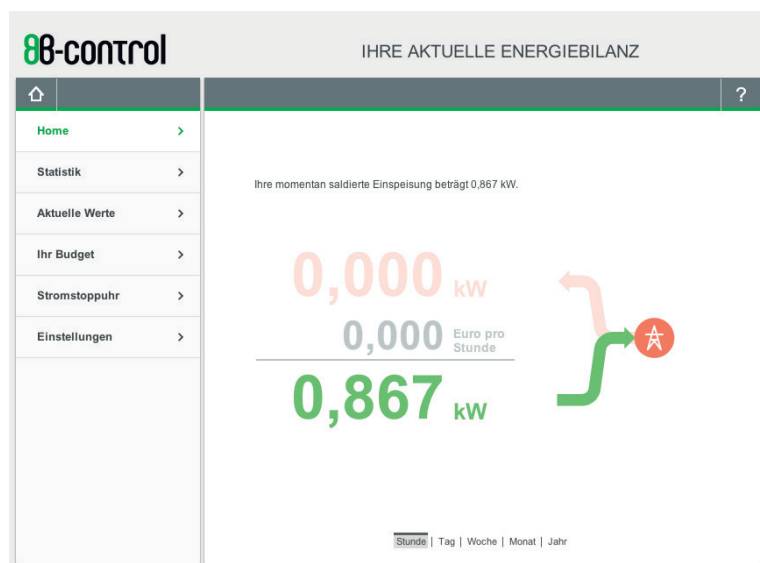 BB-control
IHRE AKTUELLE ENERGIEBILANZ
?
Home
Statistik
Aktuelle Werte
Ihr Budget
Stromstoppuhr
Einstellungen
Ihre momentan saldierte Einspeisung beträgt 0,867 kW.
0,000 kW
0,000 Euro pro
Stunde
0,867 kW
Stunde | Tag | Woche | Monat | Jahr